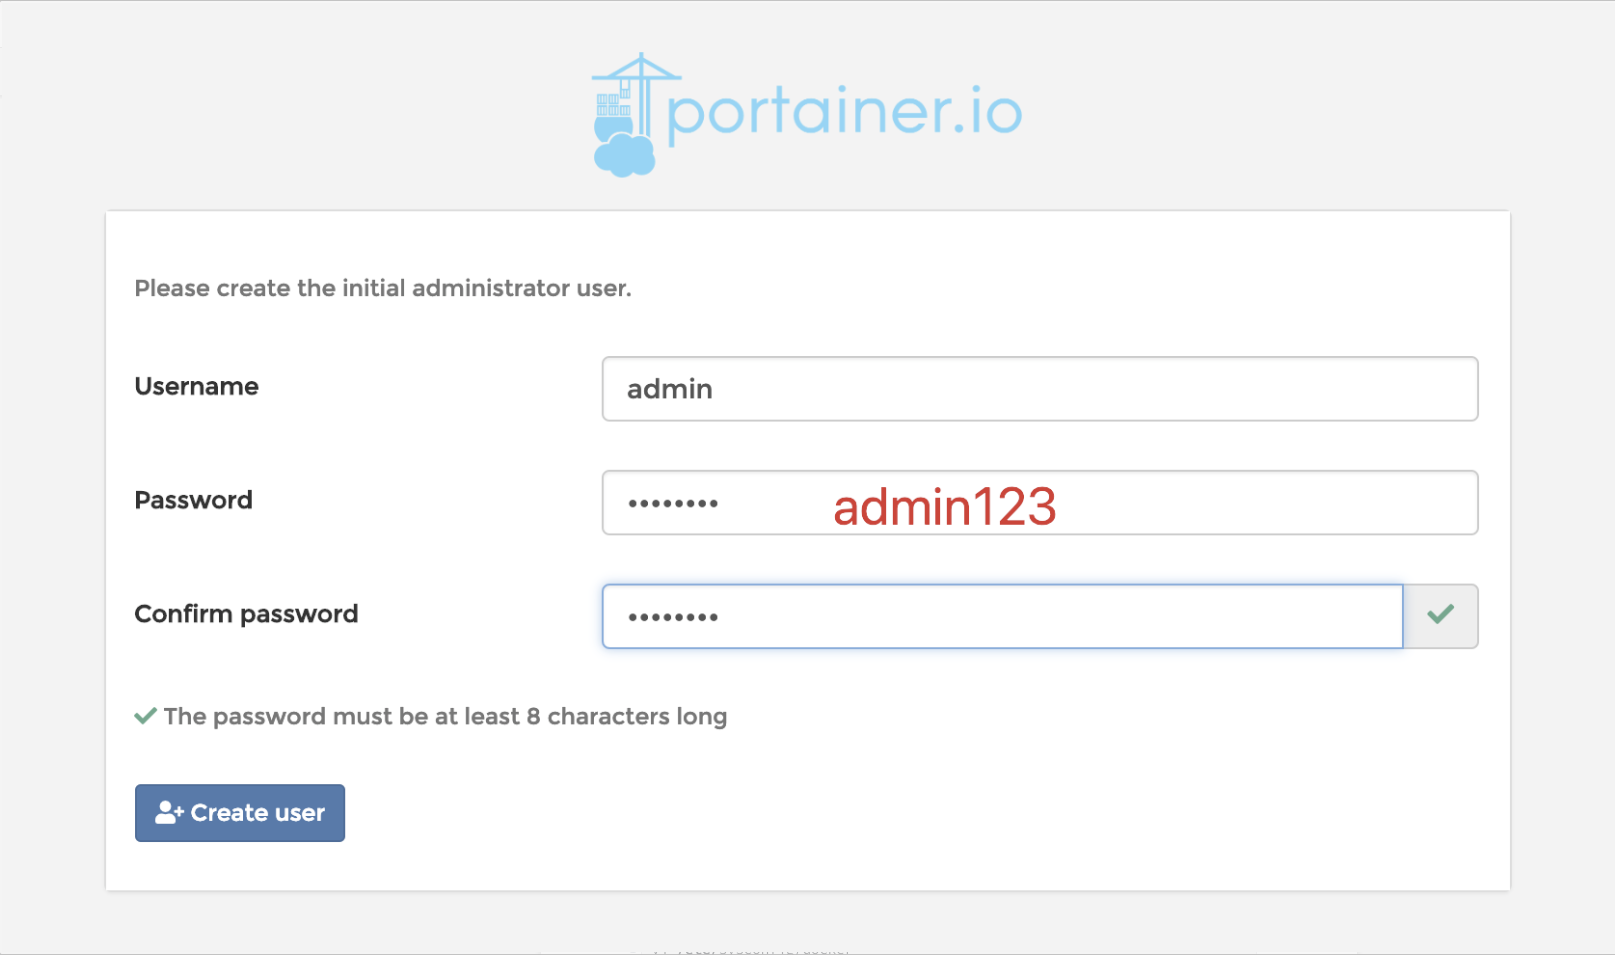 portainer.io
Please create the initial administrator user.
Username
admin
Password
•••••••• admin123
Confirm password
••••••••
The password must be at least 8 characters long
Create user